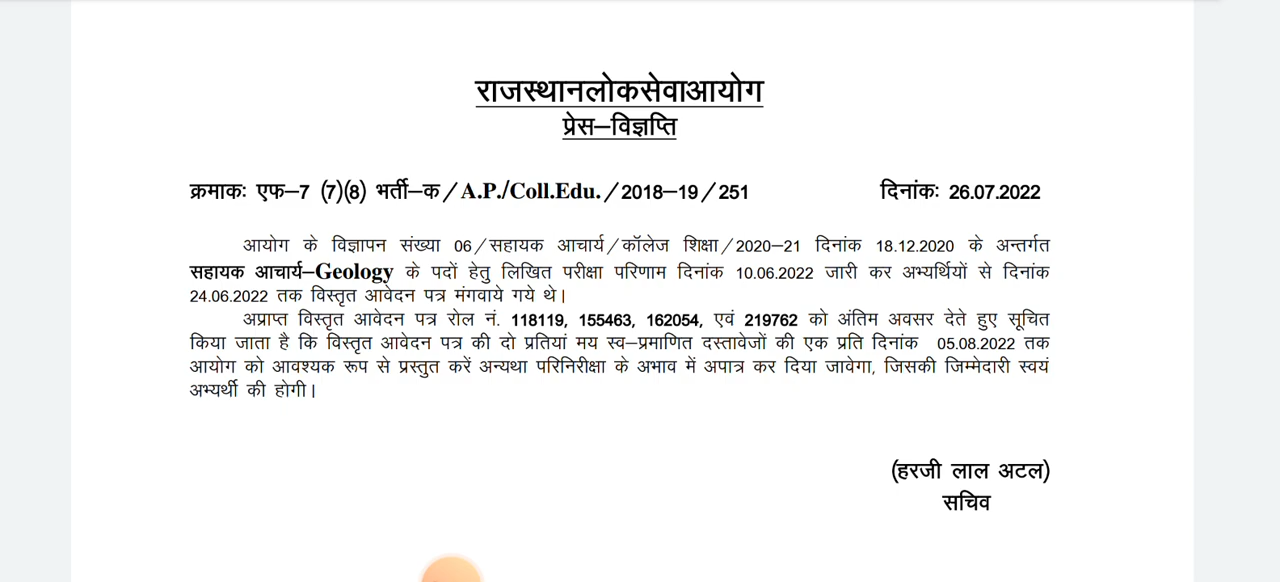 राजस्थानलोकसेवाआयोग
प्रेस–विज्ञप्ति
क्रमाकः एफ–7 (7)(8) भर्ती–क/A.P./Coll.Edu./2018–19/251 दिनांकः 26.07.2022
आयोग के विज्ञापन संख्या 06/सहायक आचार्य/कॉलेज शिक्षा/2020–21 दिनांक 18.12.2020 के अन्तर्गत
सहायक आचार्य–Geology के पदों हेतु लिखित परीक्षा परिणाम दिनांक 10.06.2022 जारी कर अभ्यर्थियों से दिनांक
24.06.2022 तक विस्तृत आवेदन पत्र मंगवाये गये थे।
अप्राप्त विस्तृत आवेदन पत्र रोल नं. 118119, 155463, 162054, एवं 219762 को अंतिम अवसर देते हुए सूचित
किया जाता है कि विस्तृत आवेदन पत्र की दो प्रतियां मय स्व–प्रमाणित दस्तावेजों की एक प्रति दिनांक 05.08.2022 तक
आयोग को आवश्यक रूप से प्रस्तुत करें अन्यथा परिनिरीक्षा के अभाव में अपात्र कर दिया जावेगा, जिसकी जिम्मेदारी स्वयं
अभ्यर्थी की होगी।
(हरजी लाल अटल)
सचिव